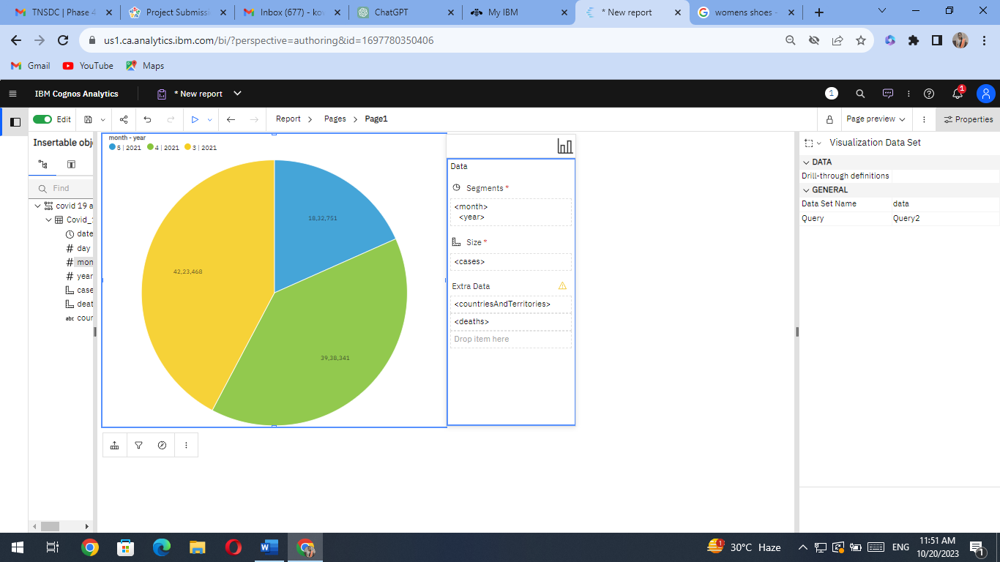 TNSDC | Phase 4
Project Submissi
Inbox (677) - kov
ChatGPT
My IBM
* New report
womens shoes -
us1.ca.analytics.ibm.com/bi/?perspective=authoring&id=1697780350406
Gmail
YouTube
Maps
IBM Cognos Analytics
* New report
1
1
Edit
Report > Pages > Page1
Page preview
Properties
Insertable obj
Find
covid 19 a
Covid_
date
day
mon
year
case
deat
abc cour
month - year
5 | 2021 4 | 2021 3 | 2021
18,32,751
42,23,468
39,38,341
Data
Segments *
<month>
<year>
Size *
<cases>
Extra Data
<countriesAndTerritories>
<deaths>
Drop item here
Visualization Data Set
DATA
Drill-through definitions
GENERAL
Data Set Name data
Query Query2
1
30°C Haze
ENG
11:51 AM
10/20/2023
1